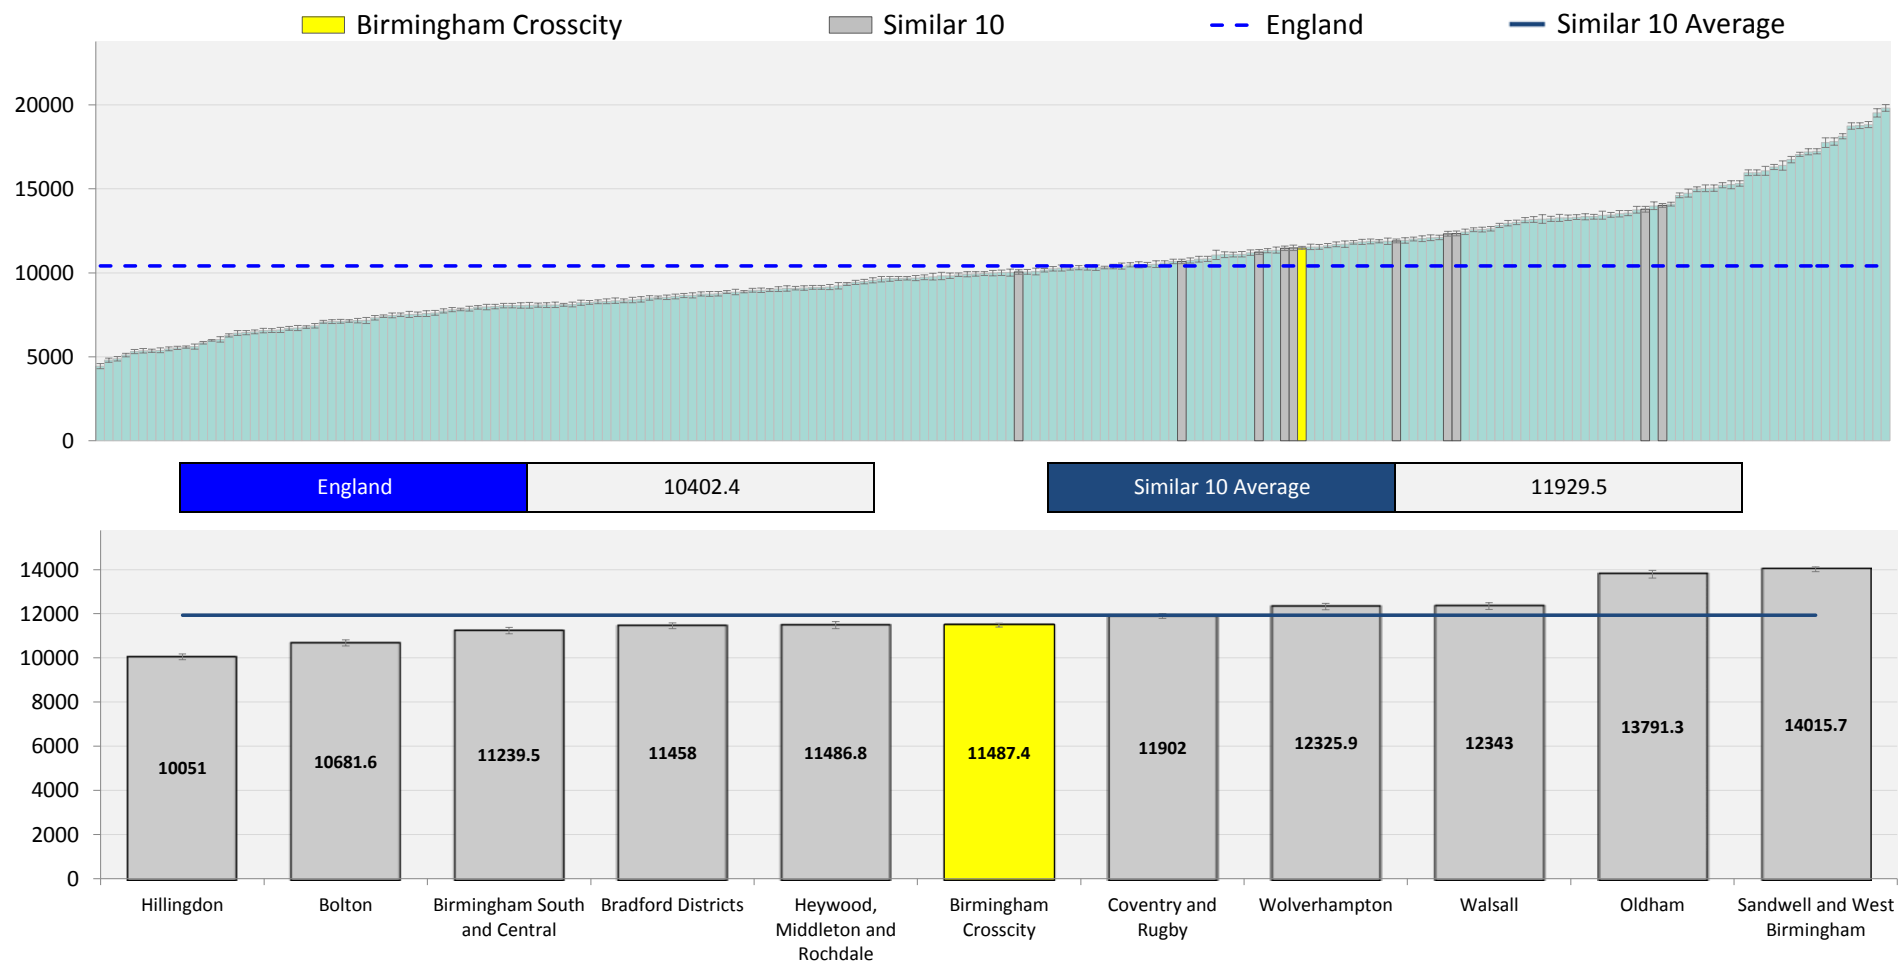 Birmingham Crosscity
Similar 10
England
Similar 10 Average
20000
15000
10000
5000
0
England
10402.4
Similar 10 Average
11929.5
14000
12000
10000
8000
6000
4000
2000
0
10051
10681.6
11239.5
11458
11486.8
11487.4
11902
12325.9
12343
13791.3
14015.7
Hillingdon
Bolton
Birmingham South
and Central
Bradford Districts
Heywood,
Middleton and
Rochdale
Birmingham
Crosscity
Coventry and
Rugby
Wolverhampton
Walsall
Oldham
Sandwell and West
Birmingham